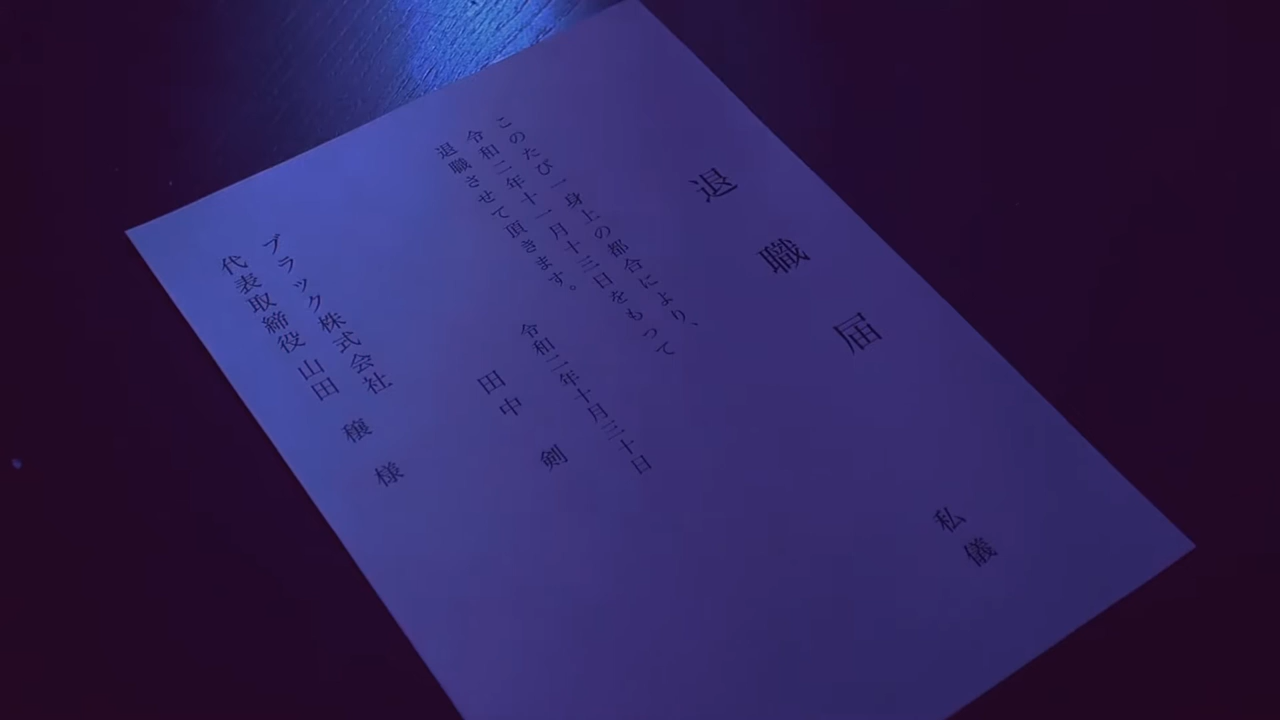 退職届
私儀
このたび一身上の都合により、
令和二年十一月十三日をもって
退職させて頂きます。
令和二年十月三十日
田中 剣
ブラック株式会社
代表取締役 山田 穣 様